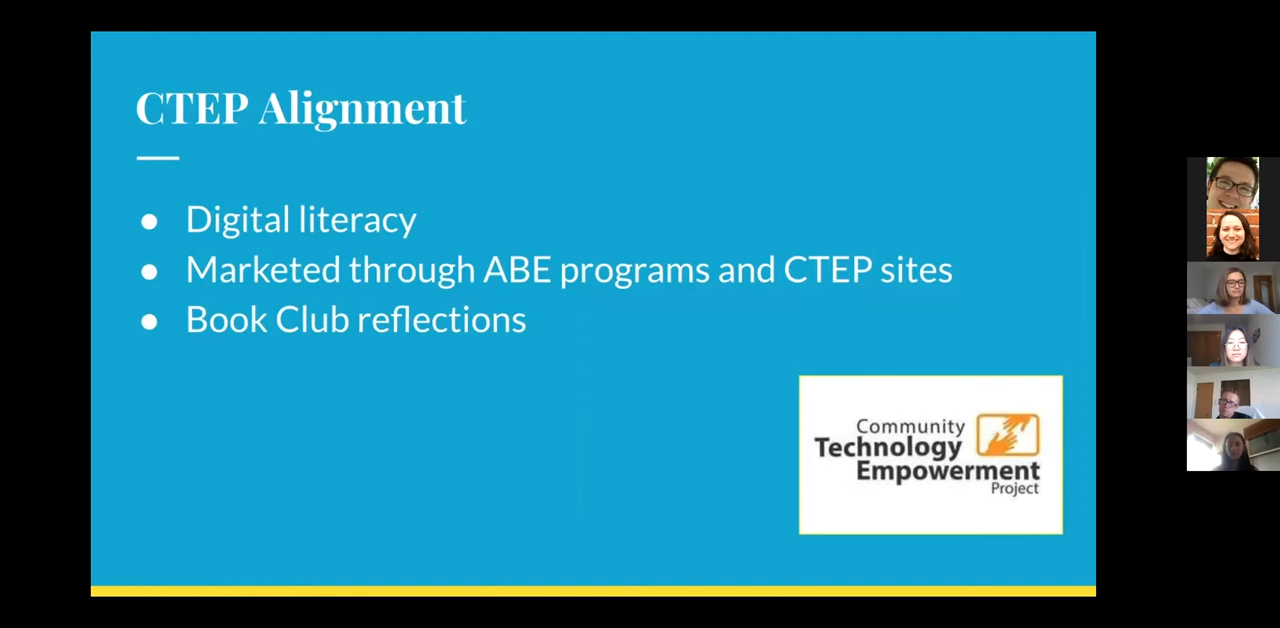 CTEP Alignment
● Digital literacy
● Marketed through ABE programs and CTEP sites
● Book Club reflections
Community
Technology
Empowerment
Project